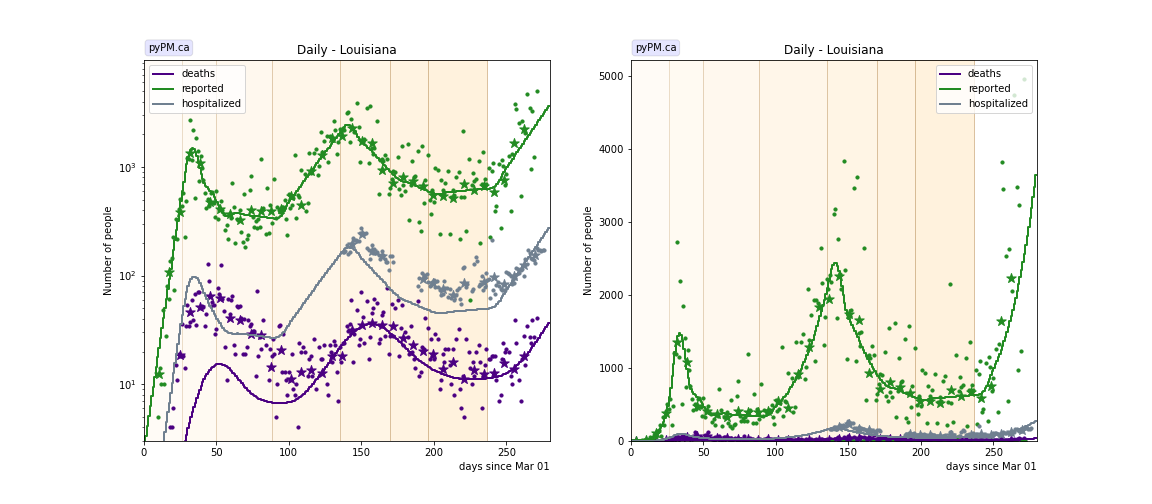 pyPM.ca
Daily - Louisiana
deaths
reported
hospitalized
Number of people
10³
10²
10¹
0
50
100
150
200
250
days since Mar 01
pyPM.ca
Daily - Louisiana
deaths
reported
hospitalized
Number of people
5000
4000
3000
2000
1000
0
0
50
100
150
200
250
days since Mar 01